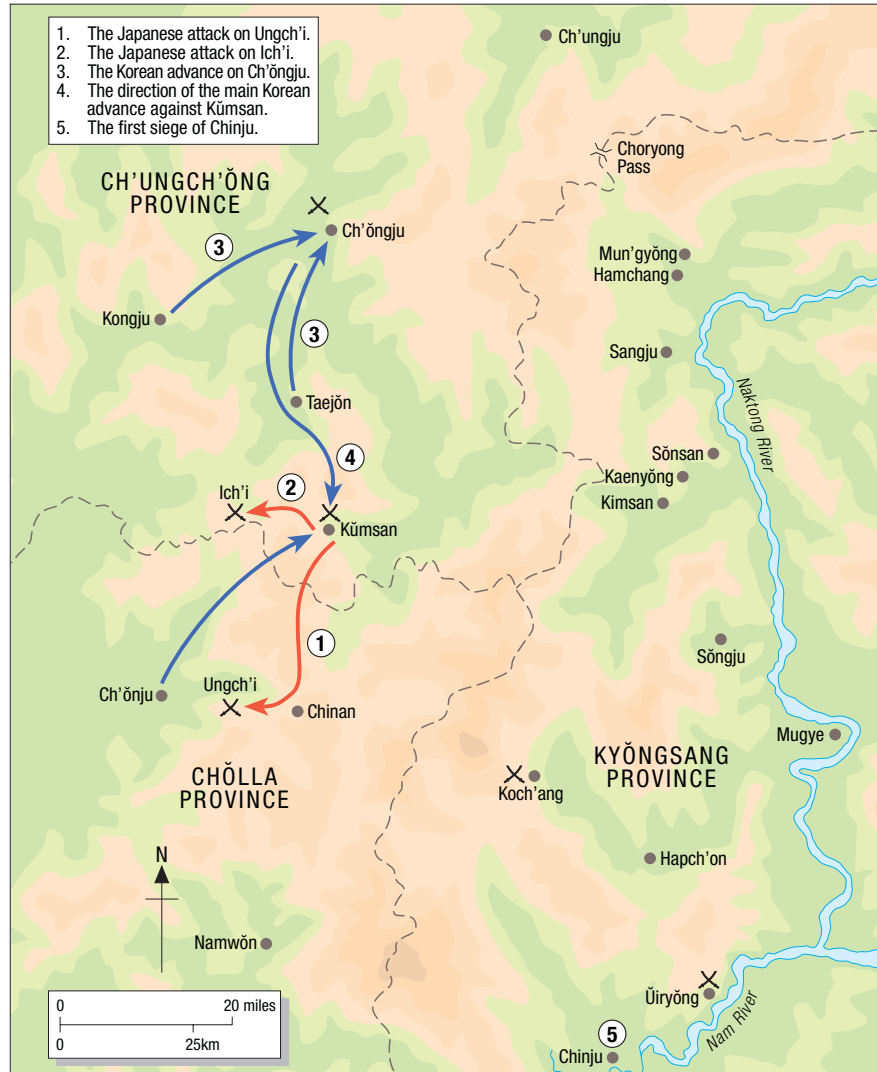 1. The Japanese attack on Ungch'i.
2. The Japanese attack on Ich'i.
3. The Korean advance on Ch'ŏngju.
4. The direction of the main Korean
advance against Kŭmsan.
5. The first siege of Chinju.
Ch'ungju
Choryong
Pass
CH'UNGCH'ŎNG
PROVINCE
Ch'ŏngju
3
Mun'gyŏng
Hamchang
Kongju
3
Sangju
Naktong River
Taejŏn
Sŏnsan
4
Kaenyŏng
Ich'i
2
Kimsan
Kŭmsan
1
Sŏngju
Ch'ŏnju
Ungch'i
Chinan
Mugye
KYŎNGSANG
PROVINCE
CHŎLLA
PROVINCE
Koch'ang
N
Hapch'on
Namwŏn
Ŭiryŏng
0 20 miles
0 25km
Nam River
5
Chinju